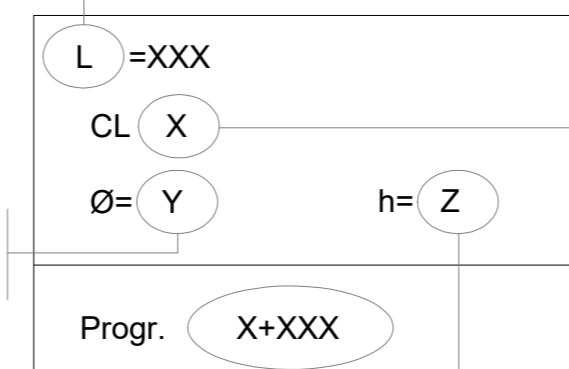 L =XXX
CL X
Ø= Y h= Z
Progr. X+XXX